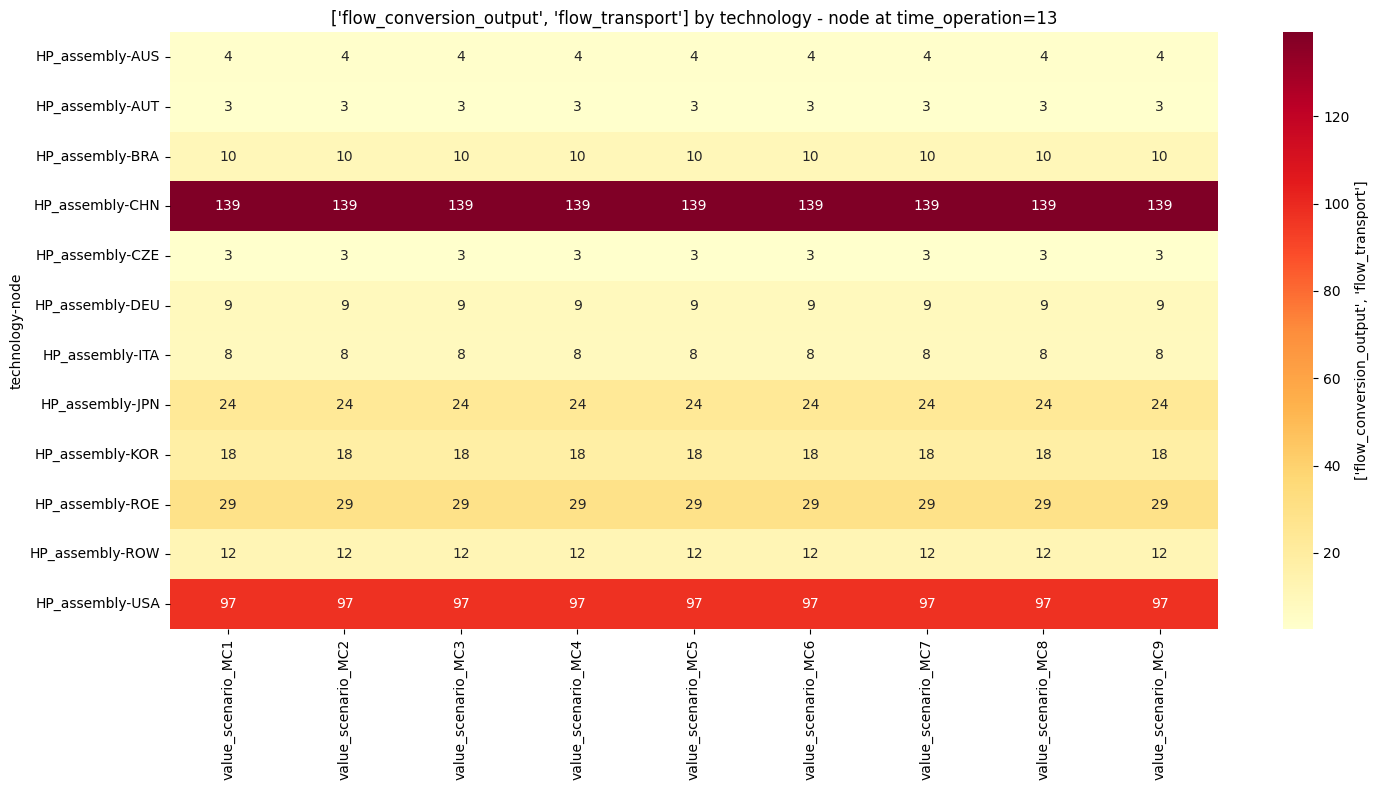 ['flow_conversion_output', 'flow_transport'] by technology - node at time_operation=13
technology-node
HP_assembly-AUS 4 4 4 4 4 4 4 4 4
HP_assembly-AUT 3 3 3 3 3 3 3 3 3
HP_assembly-BRA 10 10 10 10 10 10 10 10 10
HP_assembly-CHN 139 139 139 139 139 139 139 139 139
HP_assembly-CZE 3 3 3 3 3 3 3 3 3
HP_assembly-DEU 9 9 9 9 9 9 9 9 9
HP_assembly-ITA 8 8 8 8 8 8 8 8 8
HP_assembly-JPN 24 24 24 24 24 24 24 24 24
HP_assembly-KOR 18 18 18 18 18 18 18 18 18
HP_assembly-ROE 29 29 29 29 29 29 29 29 29
HP_assembly-ROW 12 12 12 12 12 12 12 12 12
HP_assembly-USA 97 97 97 97 97 97 97 97 97
value_scenario_MC1
value_scenario_MC2
value_scenario_MC3
value_scenario_MC4
value_scenario_MC5
value_scenario_MC6
value_scenario_MC7
value_scenario_MC8
value_scenario_MC9
120
100
80
60
40
20
['flow_conversion_output', 'flow_transport']